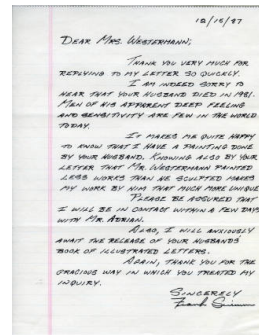 12/15/87
DEAR MRS. WESTERMANN,
THANK YOU VERY MUCH FOR
REPLYING TO MY LETTER SO QUICKLY.
I AM INDEED SORRY TO
HEAR THAT YOUR HUSBAND DIED IN 1981.
MEN OF HIS APPARENT DEEP FEELING
AND SENSITIVITY ARE FEW IN THE WORLD
TODAY.
IT MAKES ME QUITE HAPPY
TO KNOW THAT I HAVE A PAINTING DONE
BY YOUR HUSBAND. KNOWING ALSO BY YOUR
LETTER THAT MR. WESTERMANN PAINTED
LESS WORKS THAN HE SCULPTED MAKES
MY WORK BY HIM THAT MUCH MORE UNIQUE
PLEASE BE ASSURED THAT
I WILL BE IN CONTACT WITHIN A FEW DAYS
WITH MR. ADRIAN.
ALSO, I WILL ANXIOUSLY
AWAIT THE RELEASE OF YOUR HUSBANDS'
BOOK OF ILLUSTRATED LETTERS.
AGAIN, THANK YOU FOR THE
GRACIOUS WAY IN WHICH YOU TREATED MY
INQUIRY.
SINCERELY
Frank